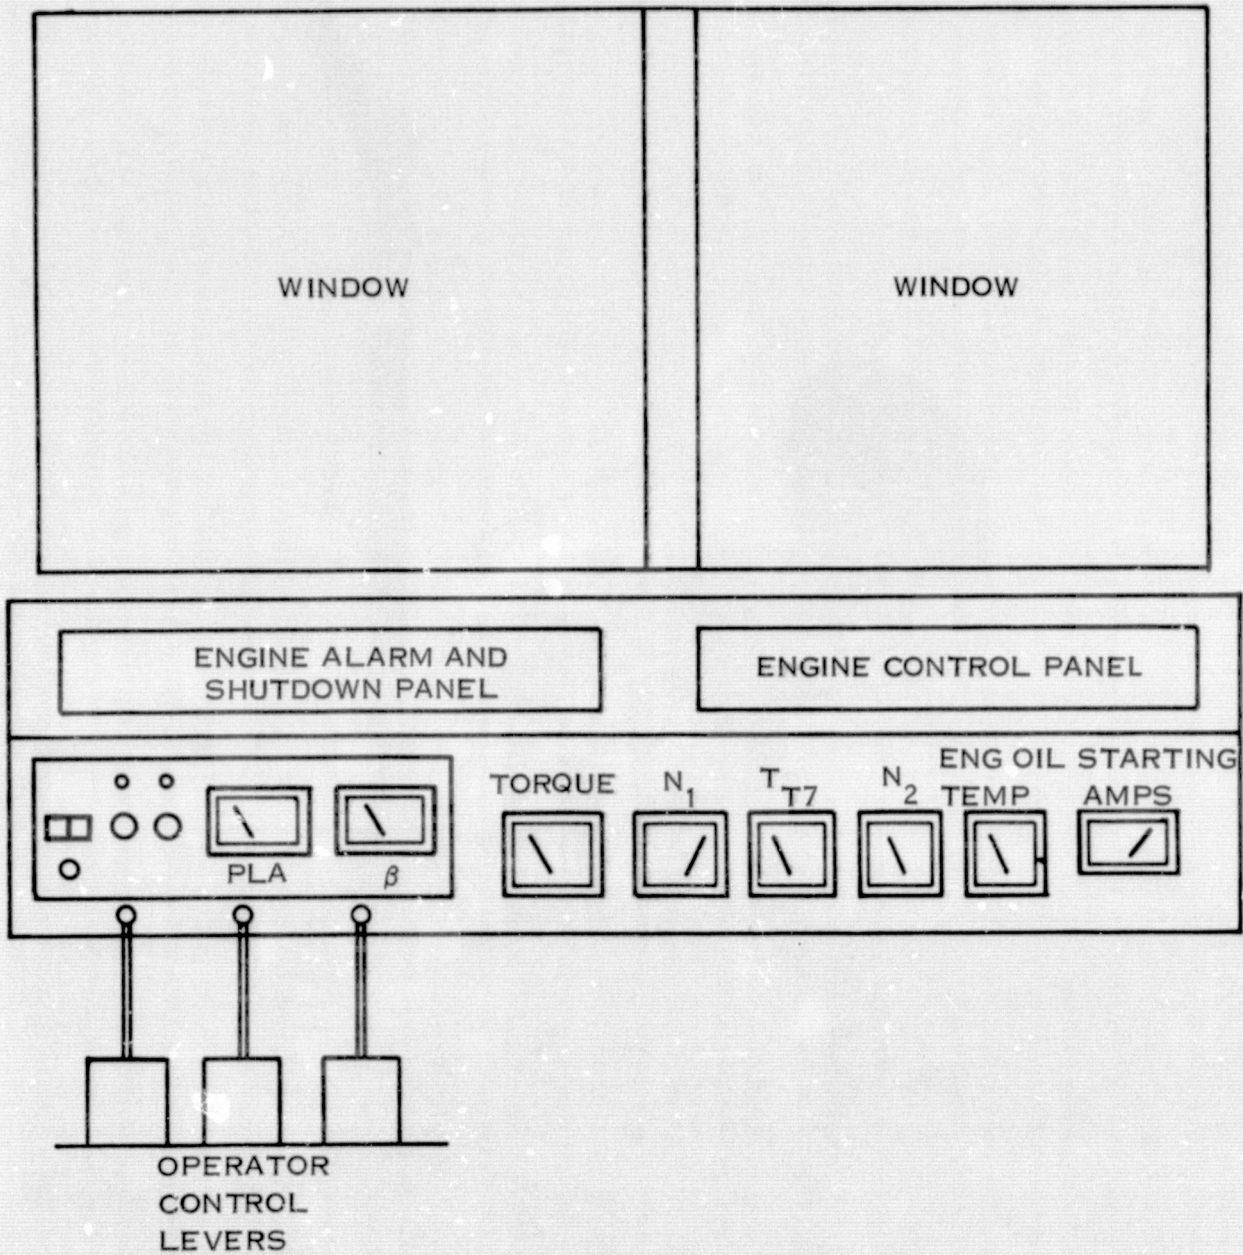 WINDOW
WINDOW
ENGINE ALARM AND
SHUTDOWN PANEL
ENGINE CONTROL PANEL
TORQUE
N1
TT7
N2
ENG OIL
TEMP
STARTING
AMPS
PLA
β
OPERATOR
CONTROL
LEVERS